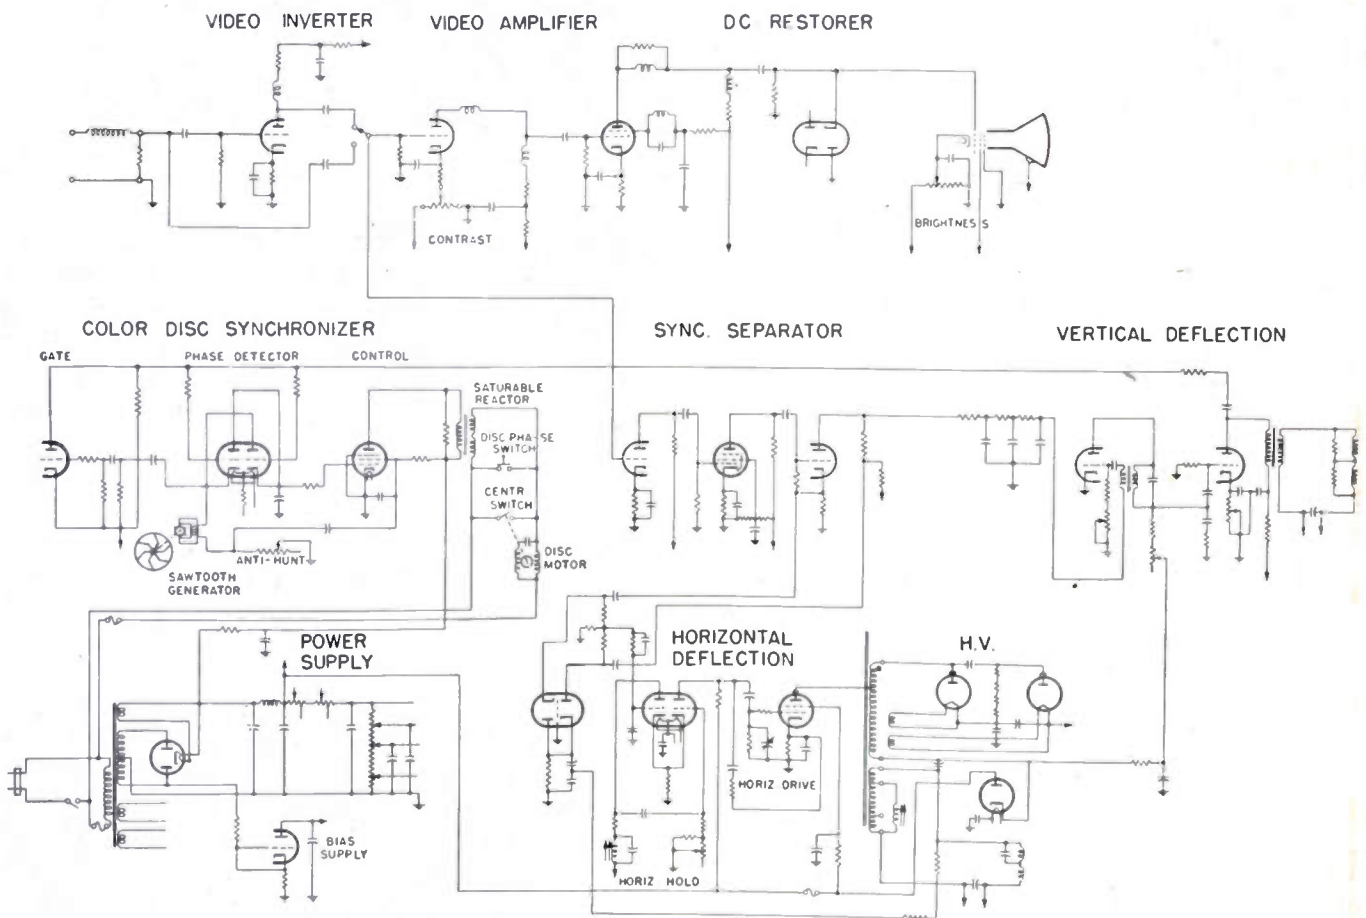 VIDEO INVERTER
VIDEO AMPLIFIER
DC RESTORER
CONTRAST
BRIGHTNESS
COLOR DISC SYNCHRONIZER
SYNC. SEPARATOR
VERTICAL DEFLECTION
GATE
PHASE DETECTOR
CONTROL
SATURABLE
REACTOR
DISC PHASE
SWITCH
CENTR
SWITCH
DISC
MOTOR
ANTI-HUNT
SAWTOOTH
GENERATOR
POWER
SUPPLY
HORIZONTAL
DEFLECTION
H.V.
HORIZ DRIVE
BIAS
SUPPLY
HORIZ HOLD